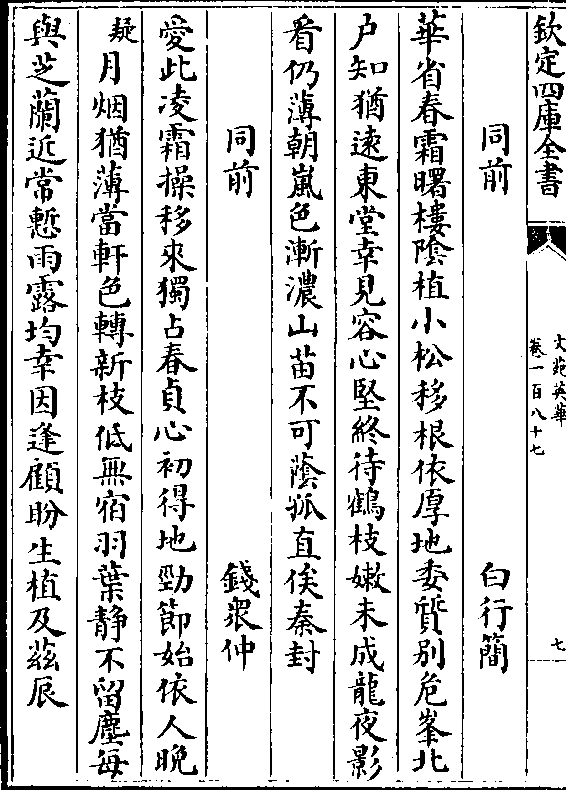 欽定四庫全書
文苑英華
卷一百八十七
七
同前
白行簡
華省春霜曙樓陰植小松移根依厚地委質別危峯北
户知猶遠東堂幸見容心堅終待鶴枝嫩未成龍夜影
看仍薄朝嵐色漸濃山苗不可蔭孤直俟秦封
同前
錢衆仲
愛此凌霜操移來獨占春貞心初得地勁節始依人晚
疑月烟猶薄當軒色轉新枝低無宿羽葉静不留塵每
與芝蘭近常慙雨露均幸因逢顧盼生植及兹辰